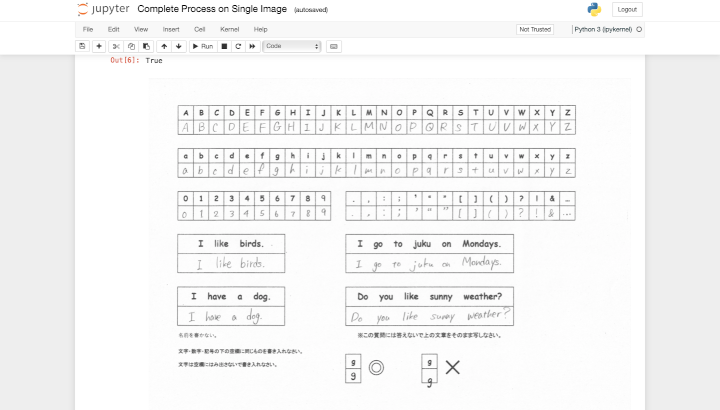 jupyter Complete Process on Single Image (autosaved)
Logout
File Edit View Insert Cell Kernel Help
Not Trusted
Python 3 (ipykernel)
Run
Code
Out[6]: True
A B C D E F G H I J K L M N O P Q R S T U V W X Y Z
A B C D E F G H I J K L M N O P Q R S T U V W X Y Z
a b c d e f g h i j k l m n o p q r s t u v w x y z
a b c d e f g h i j k l m n o p q r s t u v w x y z
0 1 2 3 4 5 6 7 8 9
0 1 2 3 4 5 6 7 8 9
. , : ; ' “ ” [ ] ( ) ? ! & …
. , : ; ' “ ” [ ] ( ) ? ! & …
I like birds.
I like birds.
I go to juku on Mondays.
I go to juku on Mondays.
I have a dog.
I have a dog.
Do you like sunny weather?
Do you like sunny weather?
名前を書かない。
※この質問には答えないで上の文章をそのまま写しなさい。
文字・数字・記号の下の空欄に同じものを書き入れなさい。
文字は空欄にはみ出さないで書き入れなさい。
g
g
g
g